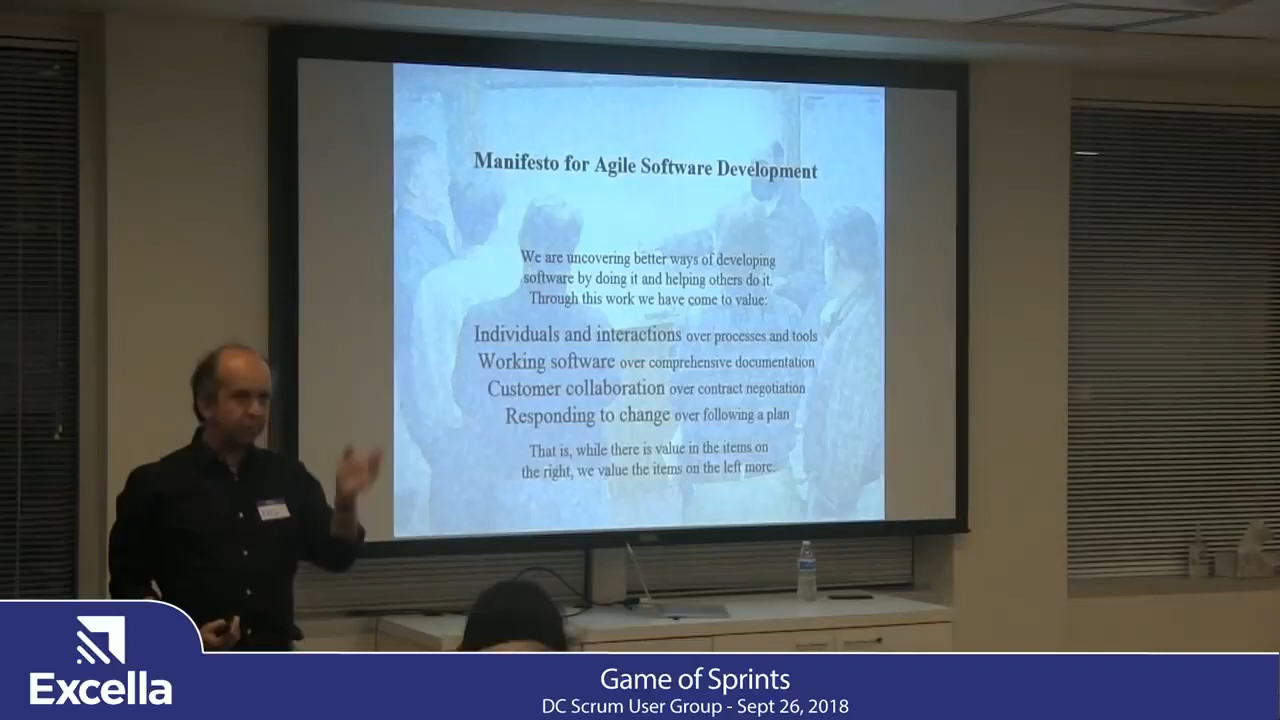 Manifesto for Agile Software Development
We are uncovering better ways of developing
software by doing it and helping others do it.
Through this work we have come to value:
Individuals and interactions over processes and tools
Working software over comprehensive documentation
Customer collaboration over contract negotiation
Responding to change over following a plan
That is, while there is value in the items on
the right, we value the items on the left more.
Excella
Game of Sprints
DC Scrum User Group - Sept 26, 2018